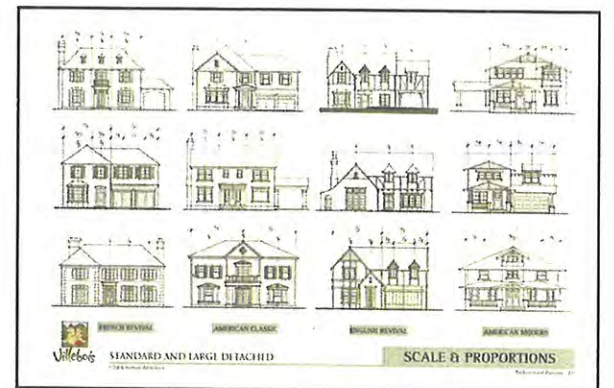 FRENCH REVIVAL
AMERICAN CLASSIC
ENGLISH REVIVAL
AMERICAN MODERN
Villebois
STANDARD AND LARGE DETACHED
SCALE & PROPORTIONS